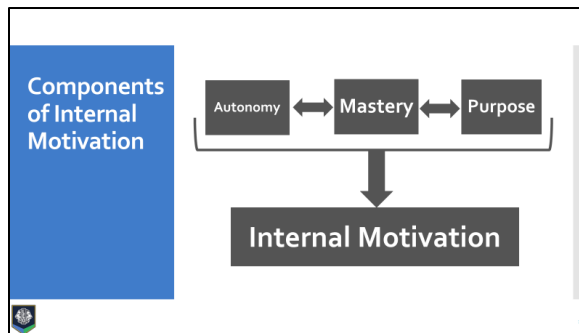 Components
of Internal
Motivation
Autonomy
Mastery
Purpose
Internal Motivation